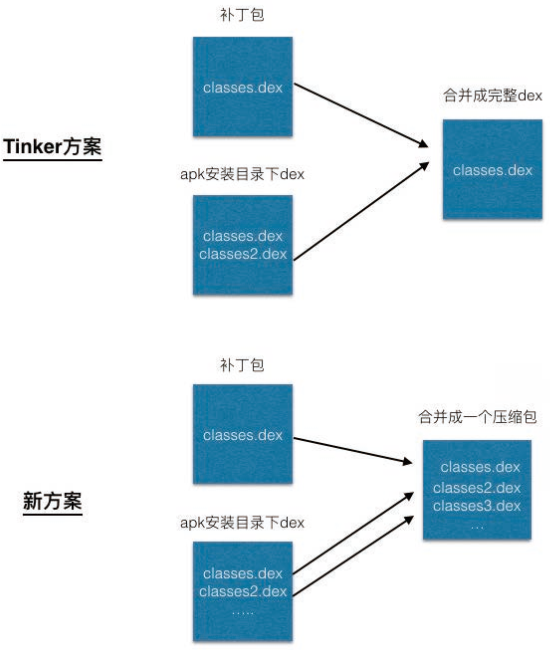 补丁包
classes.dex
合并成完整dex
Tinker方案
classes.dex
apk安装目录下dex
classes.dex
classes2.dex
补丁包
合并成一个压缩包
classes.dex
classes.dex
classes2.dex
classes3.dex
...
新方案
apk安装目录下dex
classes.dex
classes2.dex
.....